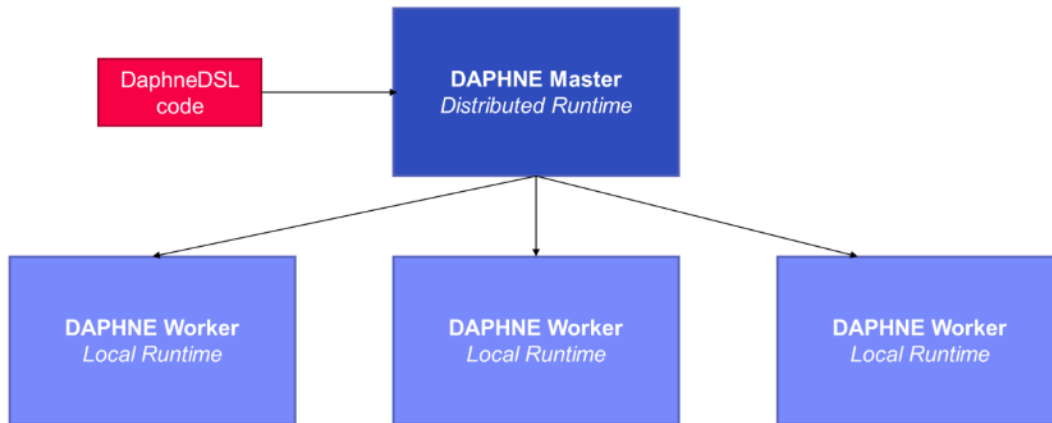 DaphneDSL
code
DAPHNE Master
Distributed Runtime
DAPHNE Worker
Local Runtime
DAPHNE Worker
Local Runtime
DAPHNE Worker
Local Runtime